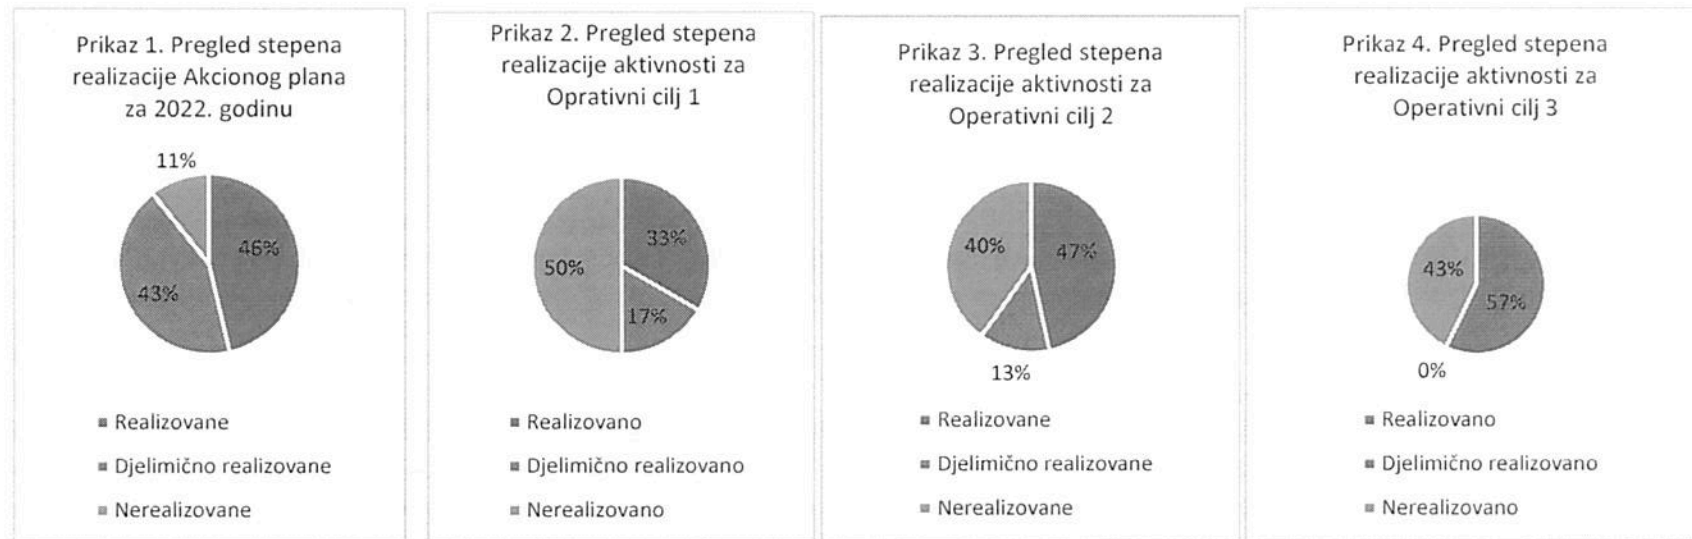 Prikaz 1. Pregled stepena
realizacije Akcionog plana
za 2022. godinu
11%
46%
43%
■ Realizovane
■ Djelimično realizovane
■ Nerealizovane
Prikaz 2. Pregled stepena
realizacije aktivnosti za
Oprativni cilj 1
33%
50%
17%
■ Realizovano
■ Djelimično realizovano
■ Nerealizovano
Prikaz 3. Pregled stepena
realizacije aktivnosti za
Operativni cilj 2
40%
47%
13%
■ Realizovane
■ Djelimično realizovane
■ Nerealizovane
Prikaz 4. Pregled stepena
realizacije aktivnosti za
Operativni cilj 3
43%
57%
0%
■ Realizovano
■ Djelimično realizovano
■ Nerealizovano